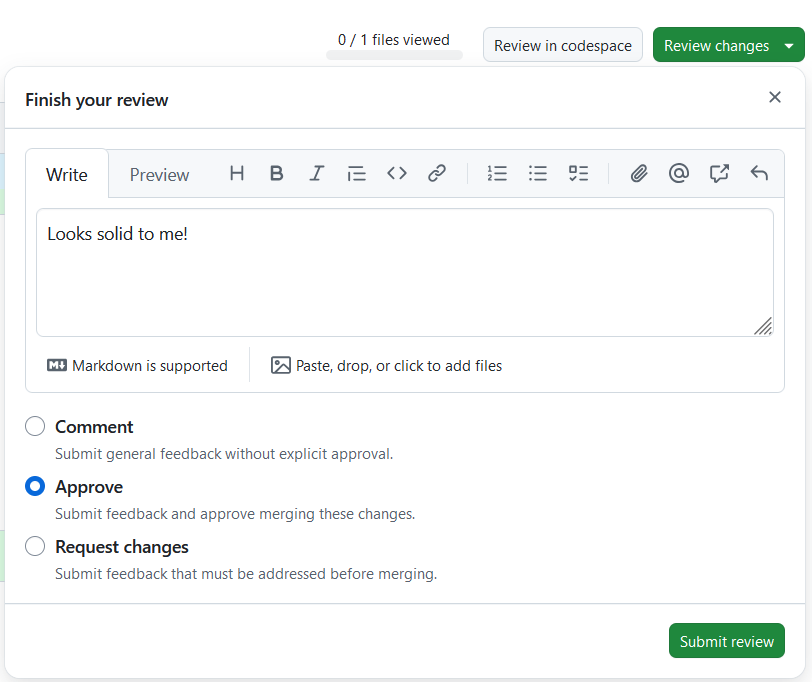 0 / 1 files viewed
Review in codespace
Review changes
Finish your review
Write
Preview
Looks solid to me!
Markdown is supported
Paste, drop, or click to add files
Comment
Submit general feedback without explicit approval.
Approve
Submit feedback and approve merging these changes.
Request changes
Submit feedback that must be addressed before merging.
Submit review